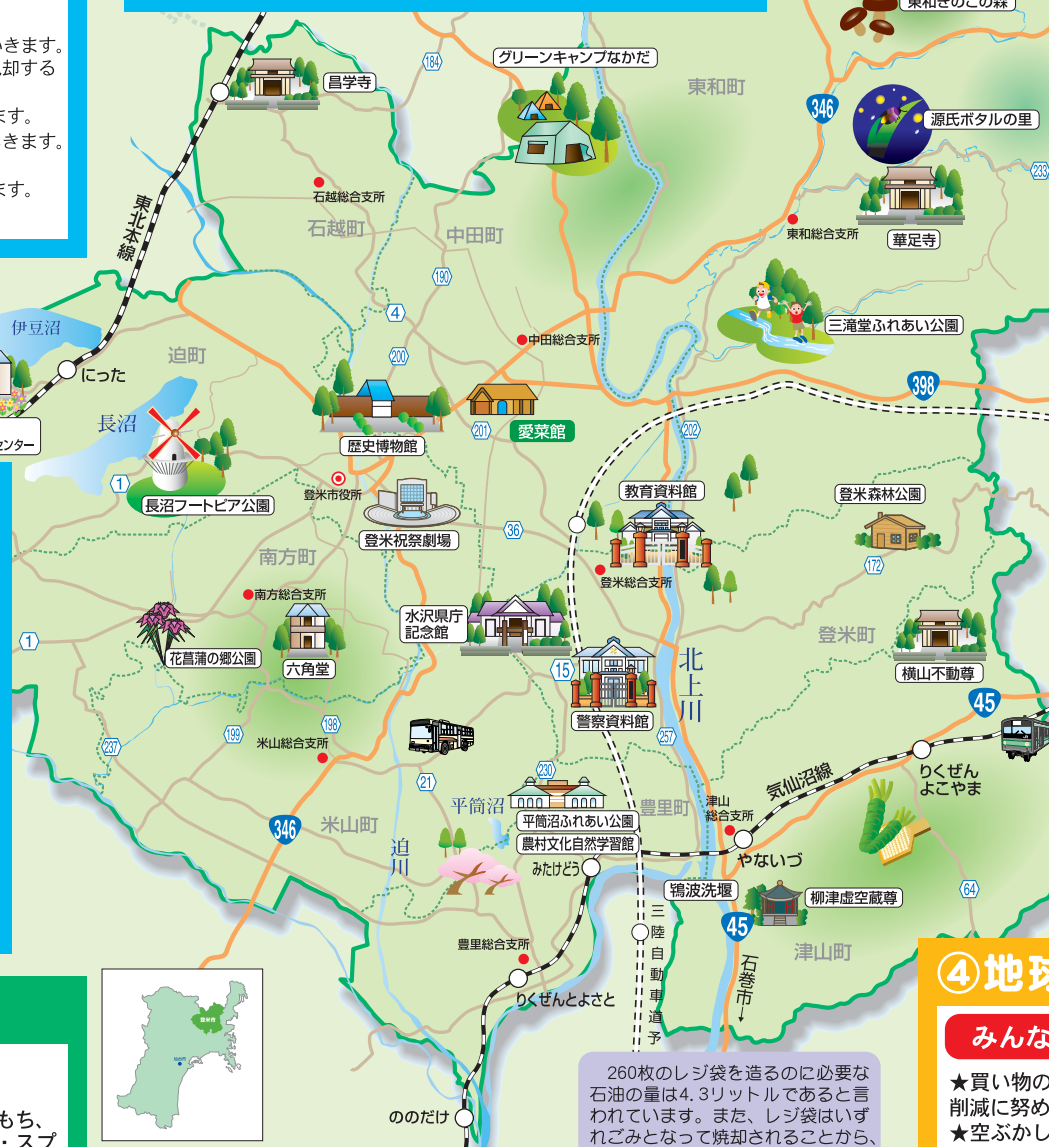 いきます。
却する
ます。
きます。
ます。
東和きのこの森
グリーンキャンプなかだ
昌学寺
184
東和町
346
源氏ボタルの里
233
石越総合支所
石越町
中田町
東和総合支所
華足寺
東北本線
190
4
三滝堂ふれあい公園
伊豆沼
にった
迫町
200
中田総合支所
398
長沼
センター
歴史博物館
201
愛菜館
202
1
長沼フートピア公園
登米市役所
登米祝祭劇場
36
教育資料館
登米森林公園
172
南方町
南方総合支所
登米総合支所
水沢県庁
記念館
登米町
1
花菖蒲の郷公園
六角堂
15
北上川
横山不動尊
45
警察資料館
237
199
198
米山総合支所
257
21
230
気仙沼線
りくぜん
よこやま
平筒沼
平筒沼ふれあい公園
農村文化自然学習館
豊里町
津山
総合支所
346
米山町
迫川
みたけどう
やないづ
鴇波洗堰
柳津虚空蔵尊
64
45
豊里総合支所
三陸自動車道予
石巻市→
津山町
りくぜんとよさと
登米市
仙台市
ののだけ
④地球
みんな
★買い物の
削減に努め
★空ぶかし
260枚のレジ袋を造るのに必要な
石油の量は4.3リットルであると言
われています。また、レジ袋はいず
れごみとなって焼却されることから、
もち、
・スプ